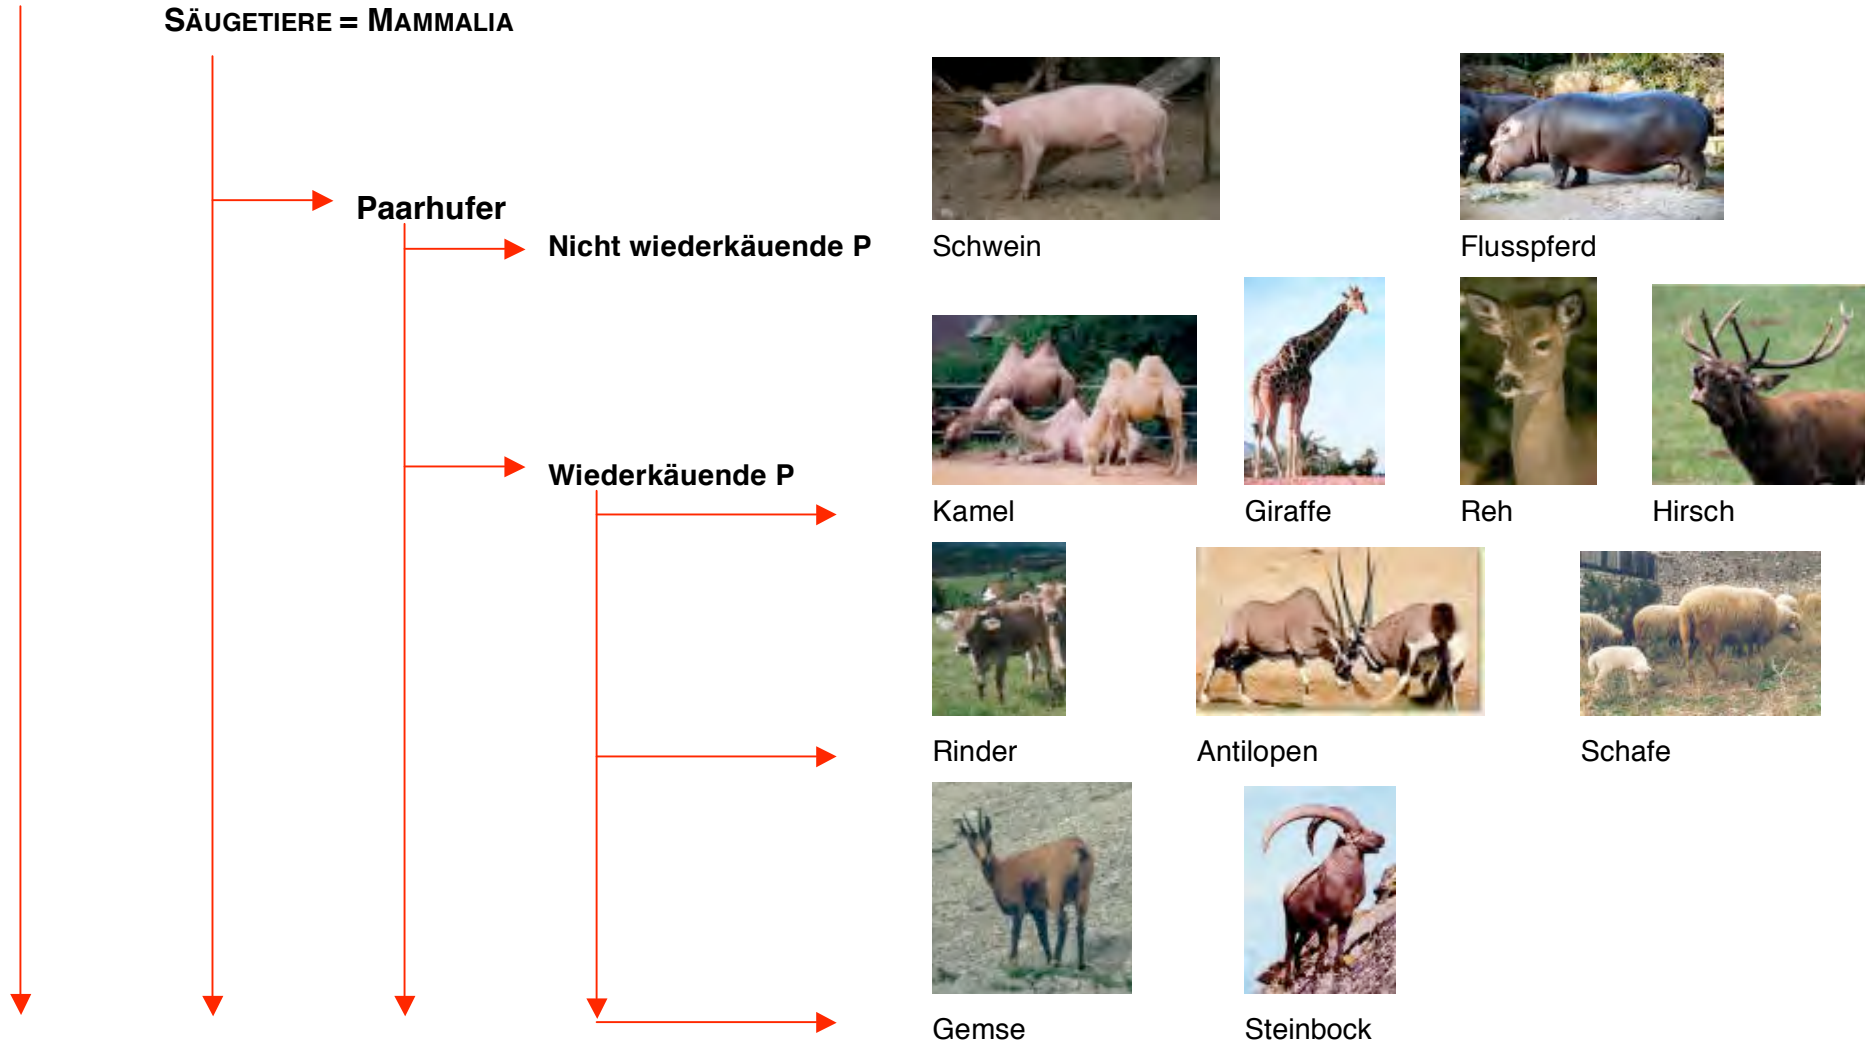 SÄUGETIERE = MAMMALIA
Paarhufer
Nicht wiederkäuende P
Schwein
Flusspferd
Wiederkäuende P
Kamel
Giraffe
Reh
Hirsch
Rinder
Antilopen
Schafe
Gemse
Steinbock